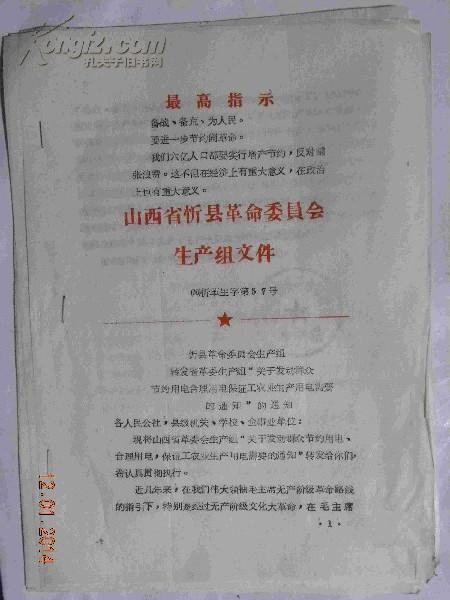 Kongfz.com
孔夫子旧书网
最高指示
备战、备荒、为人民。
要进一步节约闹革命。
我们六亿人口都要实行增产节约，反对铺
张浪费。这不但在经济上有重大意义，在政治
上也有重大意义。
山西省忻县革命委員会
生产组文件
忻革生字第57号
忻县革命委员会生产组
转发省革委生产组“关于发动群众
节约用电合理用电保证工农业生产用电需要
的通知”的通知
各人民公社，县级机关、学校、企事业单位：
现将山西省革委会生产组“关于发动群众节约用电、
合理用电，保证工农业生产用电需要的通知”转发给你们，
希认真贯彻执行。
近几年来，在我们伟大领袖毛主席无产阶级革命路线
的指引下，特别是经过无产阶级文化大革命，在毛主席
·1·
12.01.2014